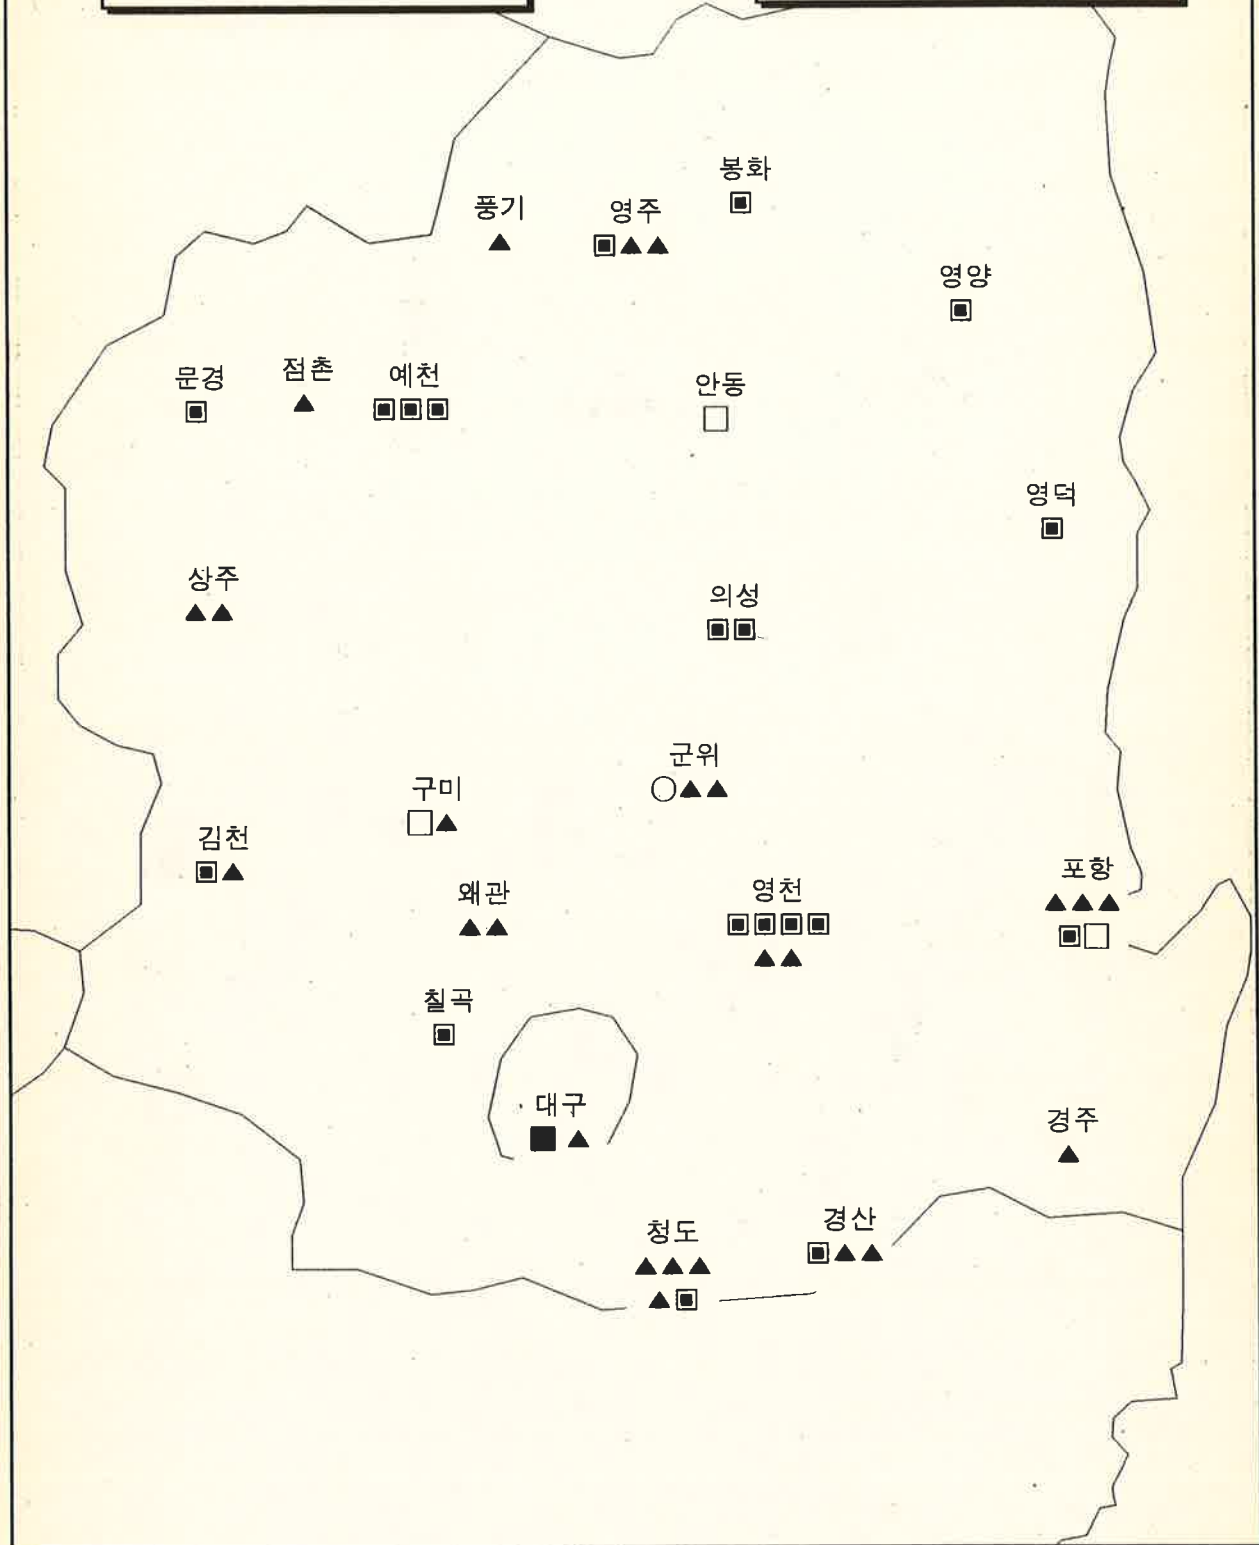 봉화
풍기
영주
영양
문경
점촌
예천
안동
영덕
상주
의성
군위
구미
김천
왜관
영천
포항
칠곡
대구
경주
청도
경산